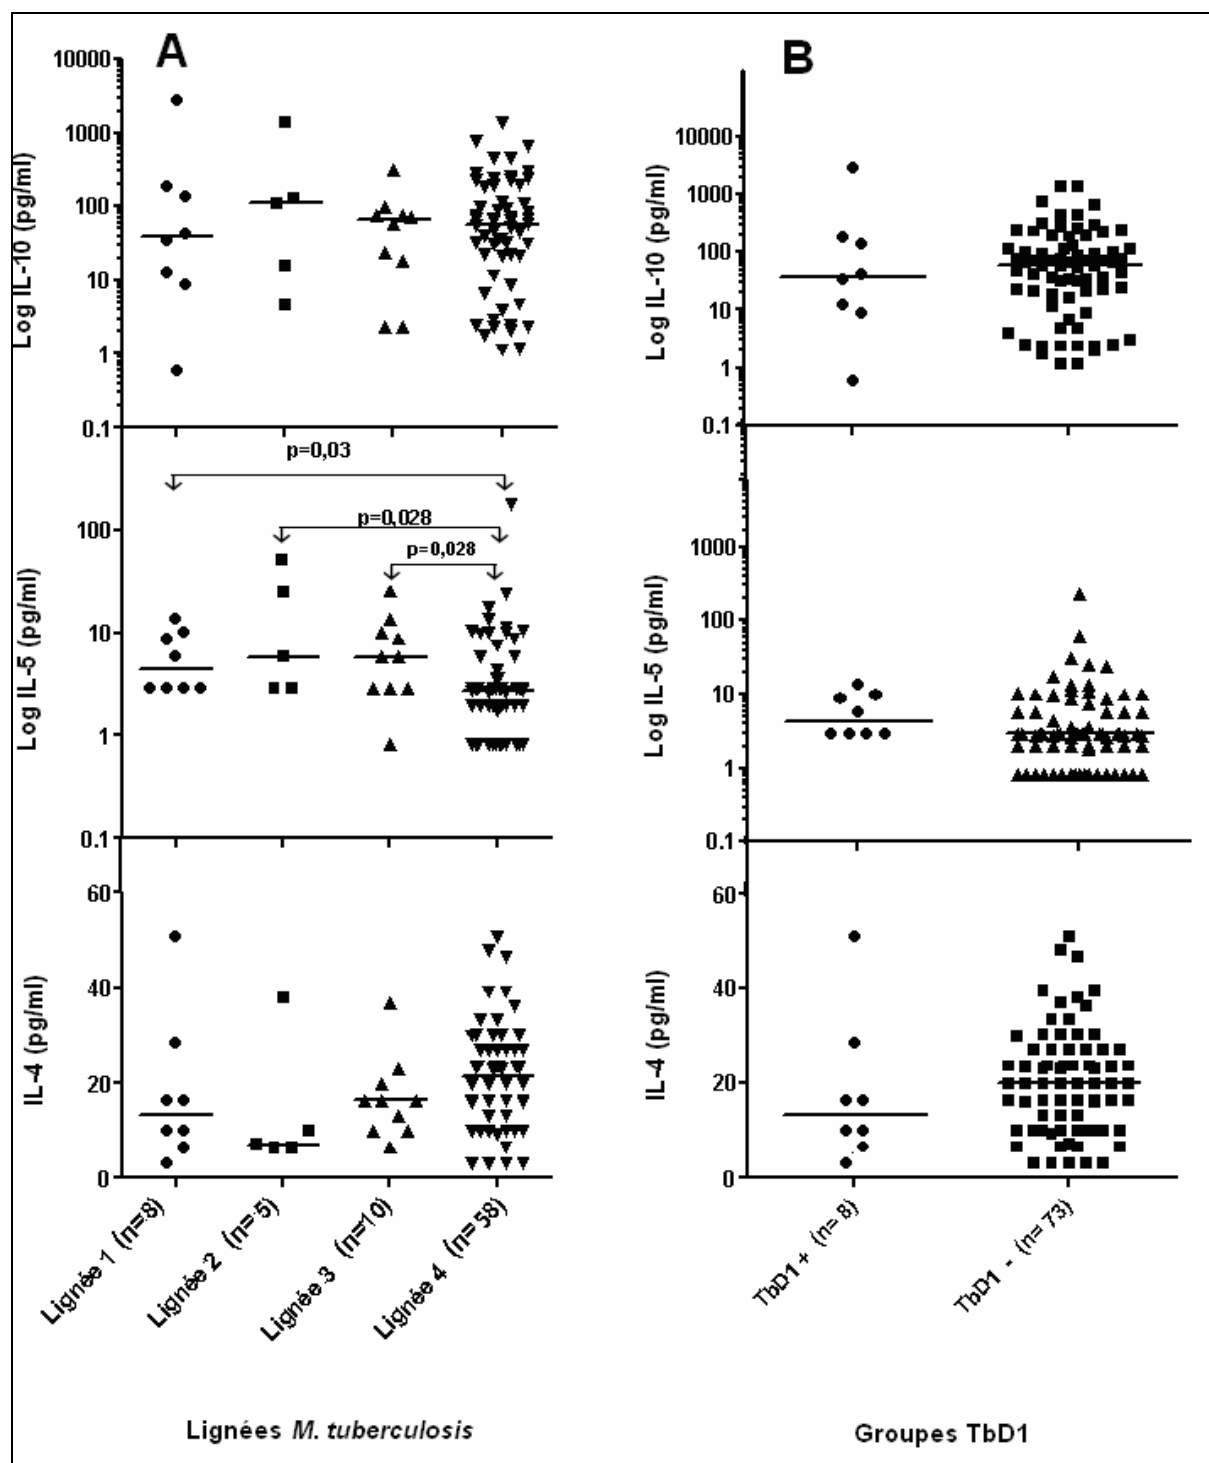 A
10000
1000
100
10
1
0.1
Log IL-10 (pg/ml)
p=0,03
p=0,028
p=0,028
100
10
1
0.1
Log IL-5 (pg/ml)
60
40
20
0
IL-4 (pg/ml)
Lignée 1 (n=8)
Lignée 2 (n=5)
Lignée 3 (n=10)
Lignée 4 (n=58)
Lignées M. tuberculosis
B
10000
1000
100
10
1
0.1
Log IL-10 (pg/ml)
1000
100
10
1
0.1
Log IL-5 (pg/ml)
60
40
20
0
IL-4 (pg/ml)
TbD1 + (n= 8)
TbD1 - (n= 73)
Groupes TbD1